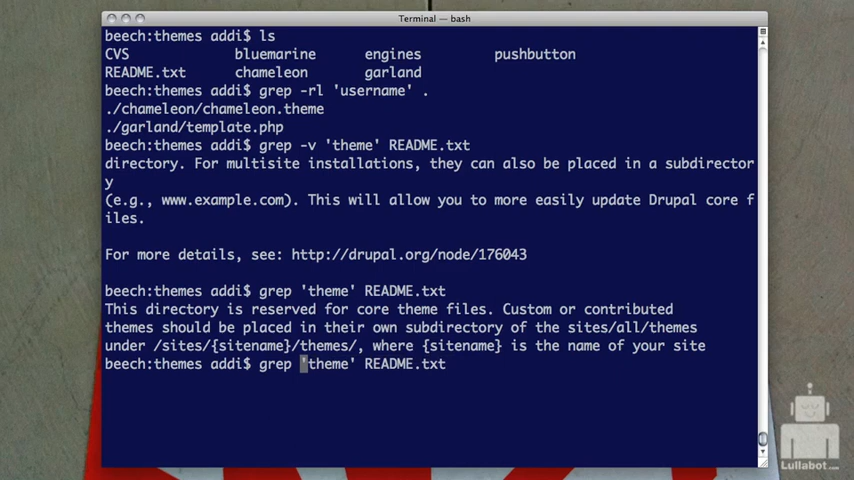 Terminal — bash
beech:themes addi$ ls
CVS bluemarine engines pushbutton
README.txt chameleon garland
beech:themes addi$ grep -rl 'username' .
./chameleon/chameleon.theme
./garland/template.php
beech:themes addi$ grep -v 'theme' README.txt
directory. For multisite installations, they can also be placed in a subdirector
y
(e.g., www.example.com). This will allow you to more easily update Drupal core f
iles.
For more details, see: http://drupal.org/node/176043
beech:themes addi$ grep 'theme' README.txt
This directory is reserved for core theme files. Custom or contributed
themes should be placed in their own subdirectory of the sites/all/themes
under /sites/{sitename}/themes/, where {sitename} is the name of your site
beech:themes addi$ grep 'theme' README.txt
Lullabot